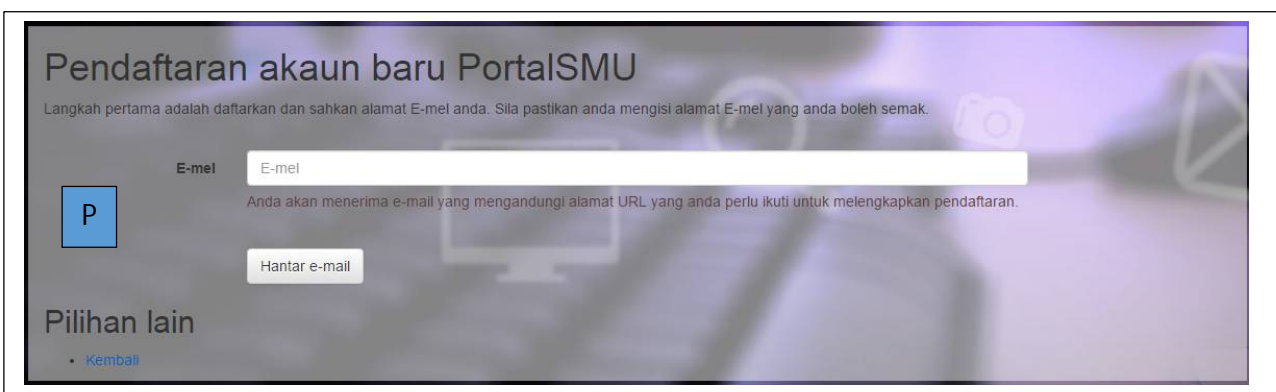 Pendaftaran akaun baru PortalSMU
Langkah pertama adalah daftarkan dan sahkan alamat E-mel anda. Sila pastikan anda mengisi alamat E-mel yang anda boleh semak.
E-mel E-mel
Anda akan menerima e-mail yang mengandungi alamat URL yang anda perlu ikuti untuk melengkapkan pendaftaran.
P
Hantar e-mail
Pilihan lain
• Kembali